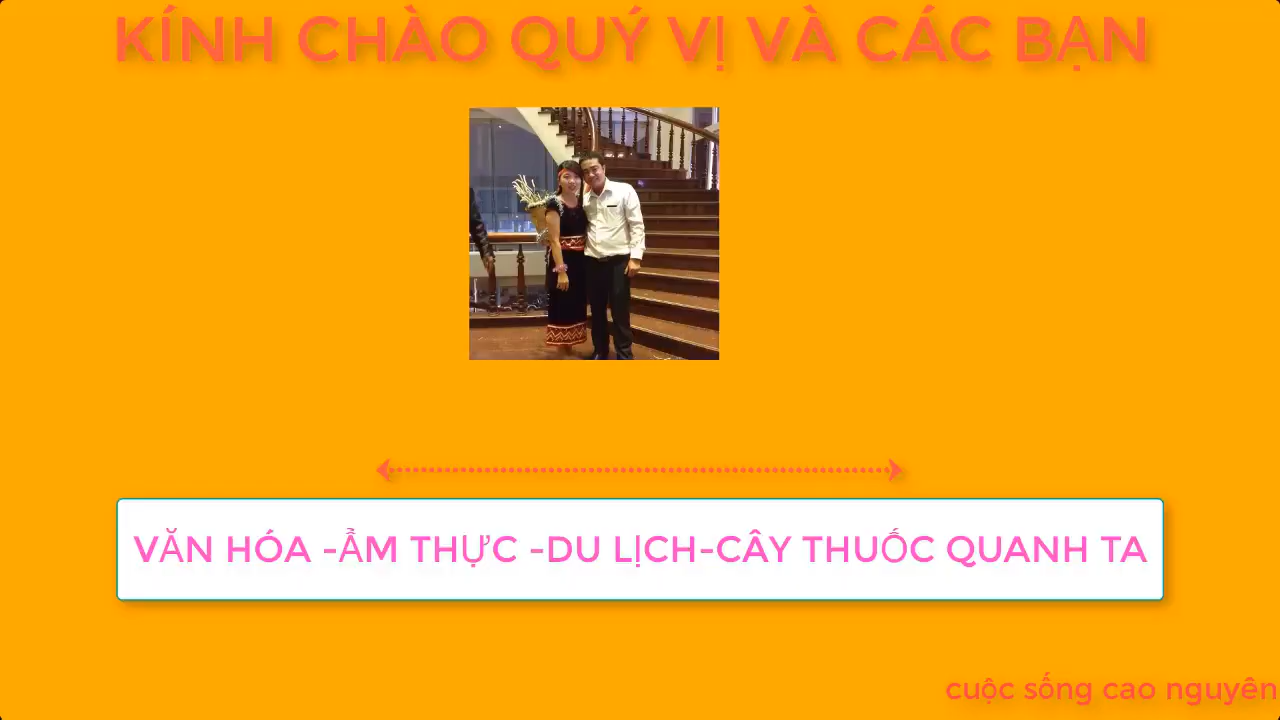 KÍNH CHÀO QUÝ VỊ VÀ CÁC BẠN
VĂN HÓA -ẨM THỰC -DU LỊCH-CÂY THUỐC QUANH TA
cuộc sống cao nguyên